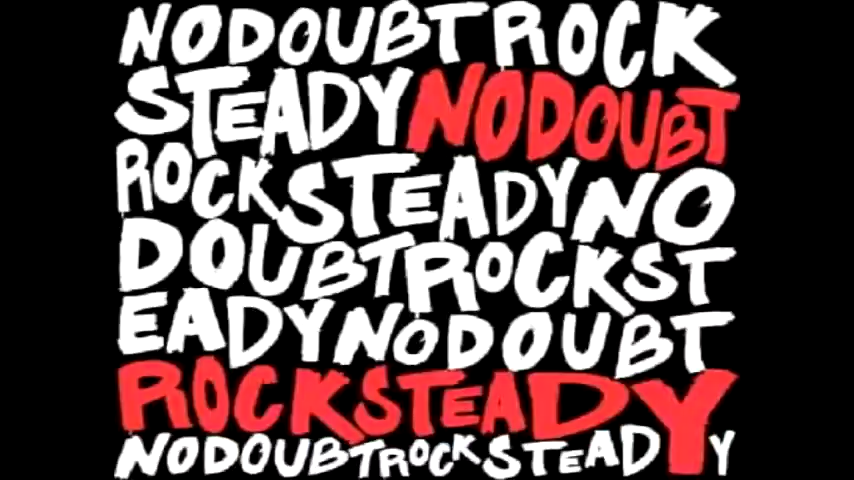 NODOUBTROCK
STEADYNODOUBT
ROCKSTEADYNO
DOUBTROCKST
EADYNODOUBT
ROCKSTEADY
NODOUBTROCKSTEADY